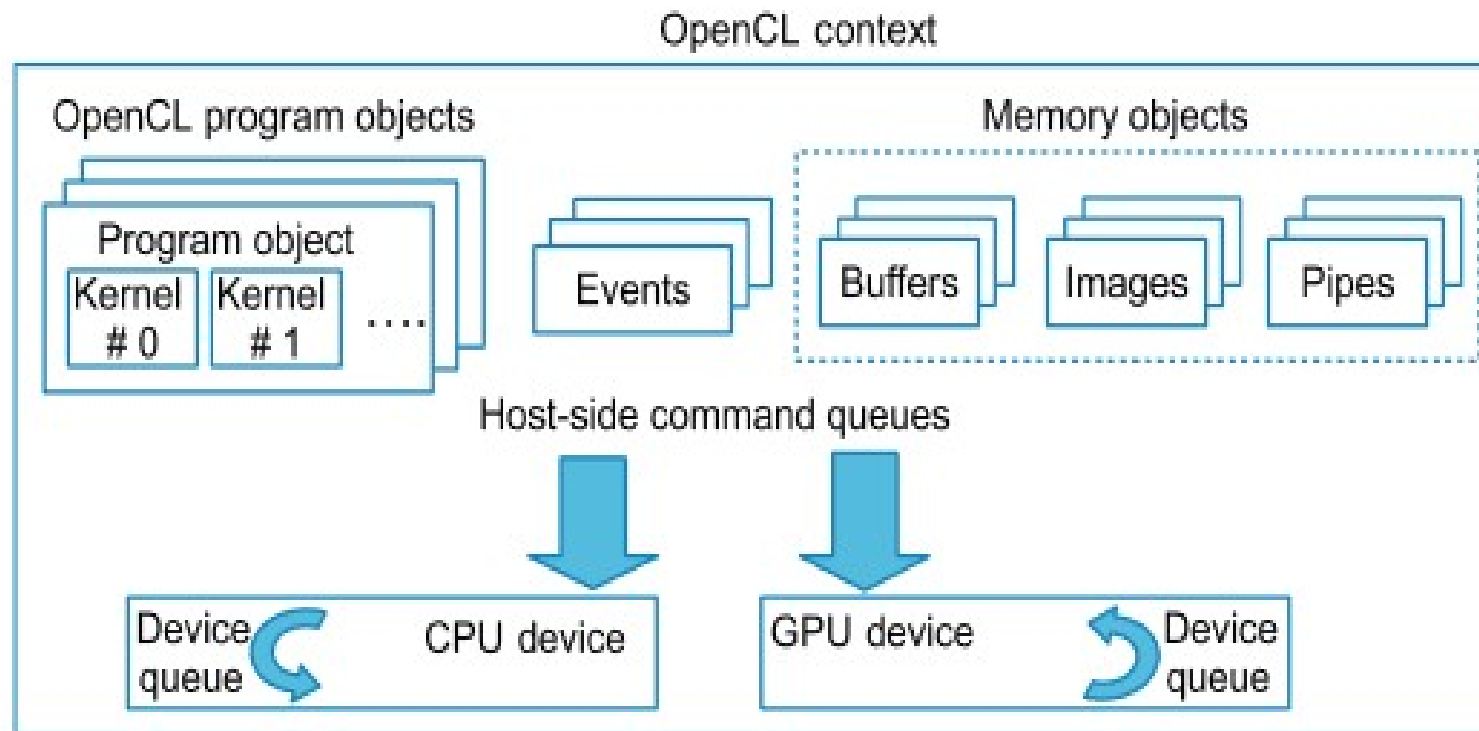 OpenCL context
OpenCL program objects
Memory objects
Program object
Kernel
# 0
Kernel
# 1
....
Events
Buffers
Images
Pipes
Host-side command queues
Device
queue
CPU device
GPU device
Device
queue